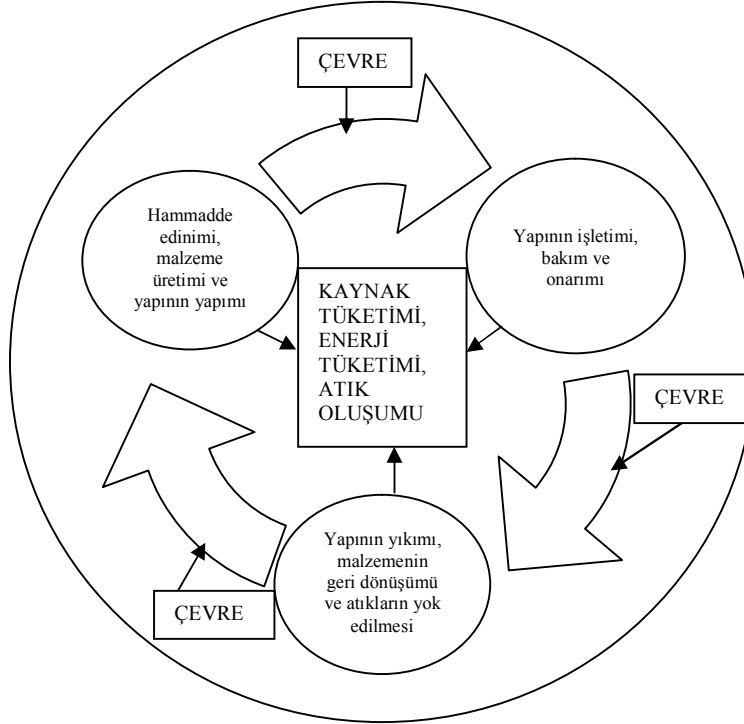 ÇEVRE
Hammadde
edinimi,
malzeme
üretimi ve
yapının yapımı
Yapının işletimi,
bakım ve
onarımı
KAYNAK
TÜKETİMİ,
ENERJİ
TÜKETİMİ,
ATIK
OLUŞUMU
ÇEVRE
Yapının yıkımı,
malzemenin
geri dönüşümü
ve atıkların yok
edilmesi
ÇEVRE